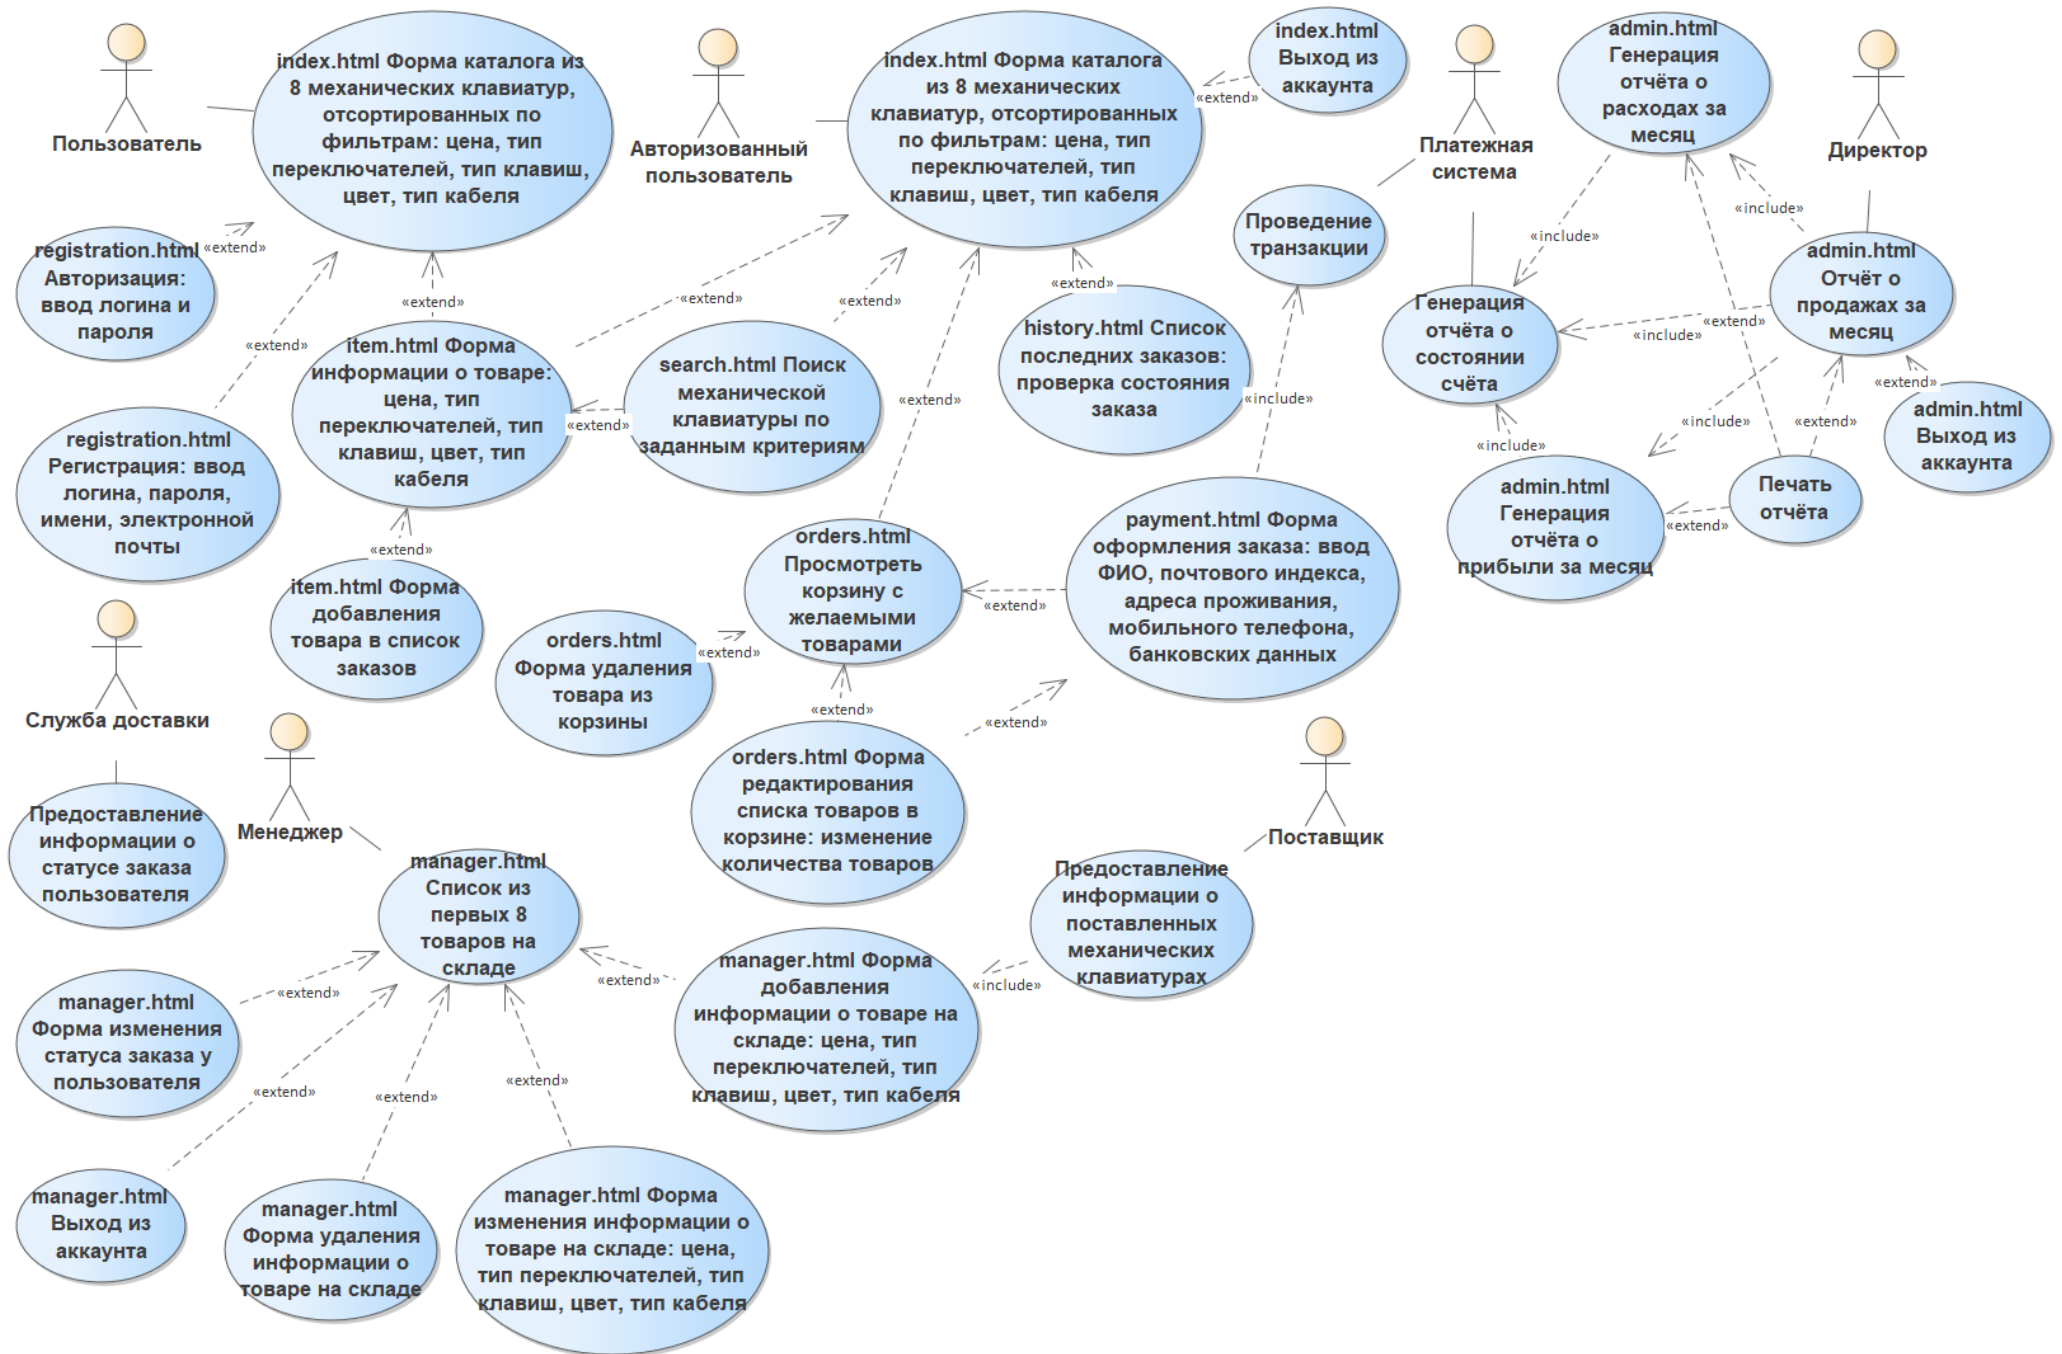 Пользователь
index.html Форма каталога из
8 механических клавиатур,
отсортированных по
фильтрам: цена, тип
переключателей, тип клавиш,
цвет, тип кабеля
Авторизованный
пользователь
index.html Форма каталога
из 8 механических
клавиатур, отсортированных
по фильтрам: цена, тип
переключателей, тип
клавиш, цвет, тип кабеля
index.html
Выход из
аккаунта
«extend»
Платежная
система
admin.html
Генерация
отчёта о
расходах за
месяц
Директор
registration.html
Авторизация:
ввод логина и
пароля
«extend»
«extend»
«extend»
«extend»
«extend»
«extend»
Проведение
транзакции
«include»
«include»
Генерация
отчёта о
состоянии
счёта
admin.html
Отчёт о
продажах за
месяц
«extend»
«include»
registration.html
Регистрация: ввод
логина, пароля,
имени, электронной
почты
item.html Форма
информации о товаре:
цена, тип
переключателей, тип
клавиш, цвет, тип
кабеля
search.html Поиск
механической
клавиатуры по
заданным критериям
«extend»
«extend»
history.html Список
последних заказов:
проверка состояния
заказа
«include»
«extend»
admin.html
Выход из
аккаунта
«include»
«include»
«extend»
admin.html
Генерация
отчёта о
прибыли за месяц
«extend»
Печать
отчёта
«extend»
item.html Форма
добавления
товара в список
заказов
orders.html
Просмотреть
корзину с
желаемыми
товарами
«extend»
payment.html Форма
оформления заказа: ввод
ФИО, почтового индекса,
адреса проживания,
мобильного телефона,
банковских данных
orders.html
Форма удаления
товара из
корзины
«extend»
«extend»
«extend»
orders.html Форма
редактирования
списка товаров в
корзине: изменение
количества товаров
Служба доставки
Предоставление
информации о
статусе заказа
пользователя
Менеджер
manager.html
Список из
первых 8
товаров на
складе
Поставщик
Предоставление
информации о
поставленных
механических
клавиатурах
«include»
«extend»
manager.html Форма
добавления
информации о товаре на
складе: цена, тип
переключателей, тип
клавиш, цвет, тип кабеля
manager.html
Форма изменения
статуса заказа у
пользователя
«extend»
«extend»
«extend»
«extend»
manager.html
Выход из
аккаунта
manager.html
Форма удаления
информации о
товаре на складе
manager.html Форма
изменения информации о
товаре на складе: цена,
тип переключателей, тип
клавиш, цвет, тип кабеля